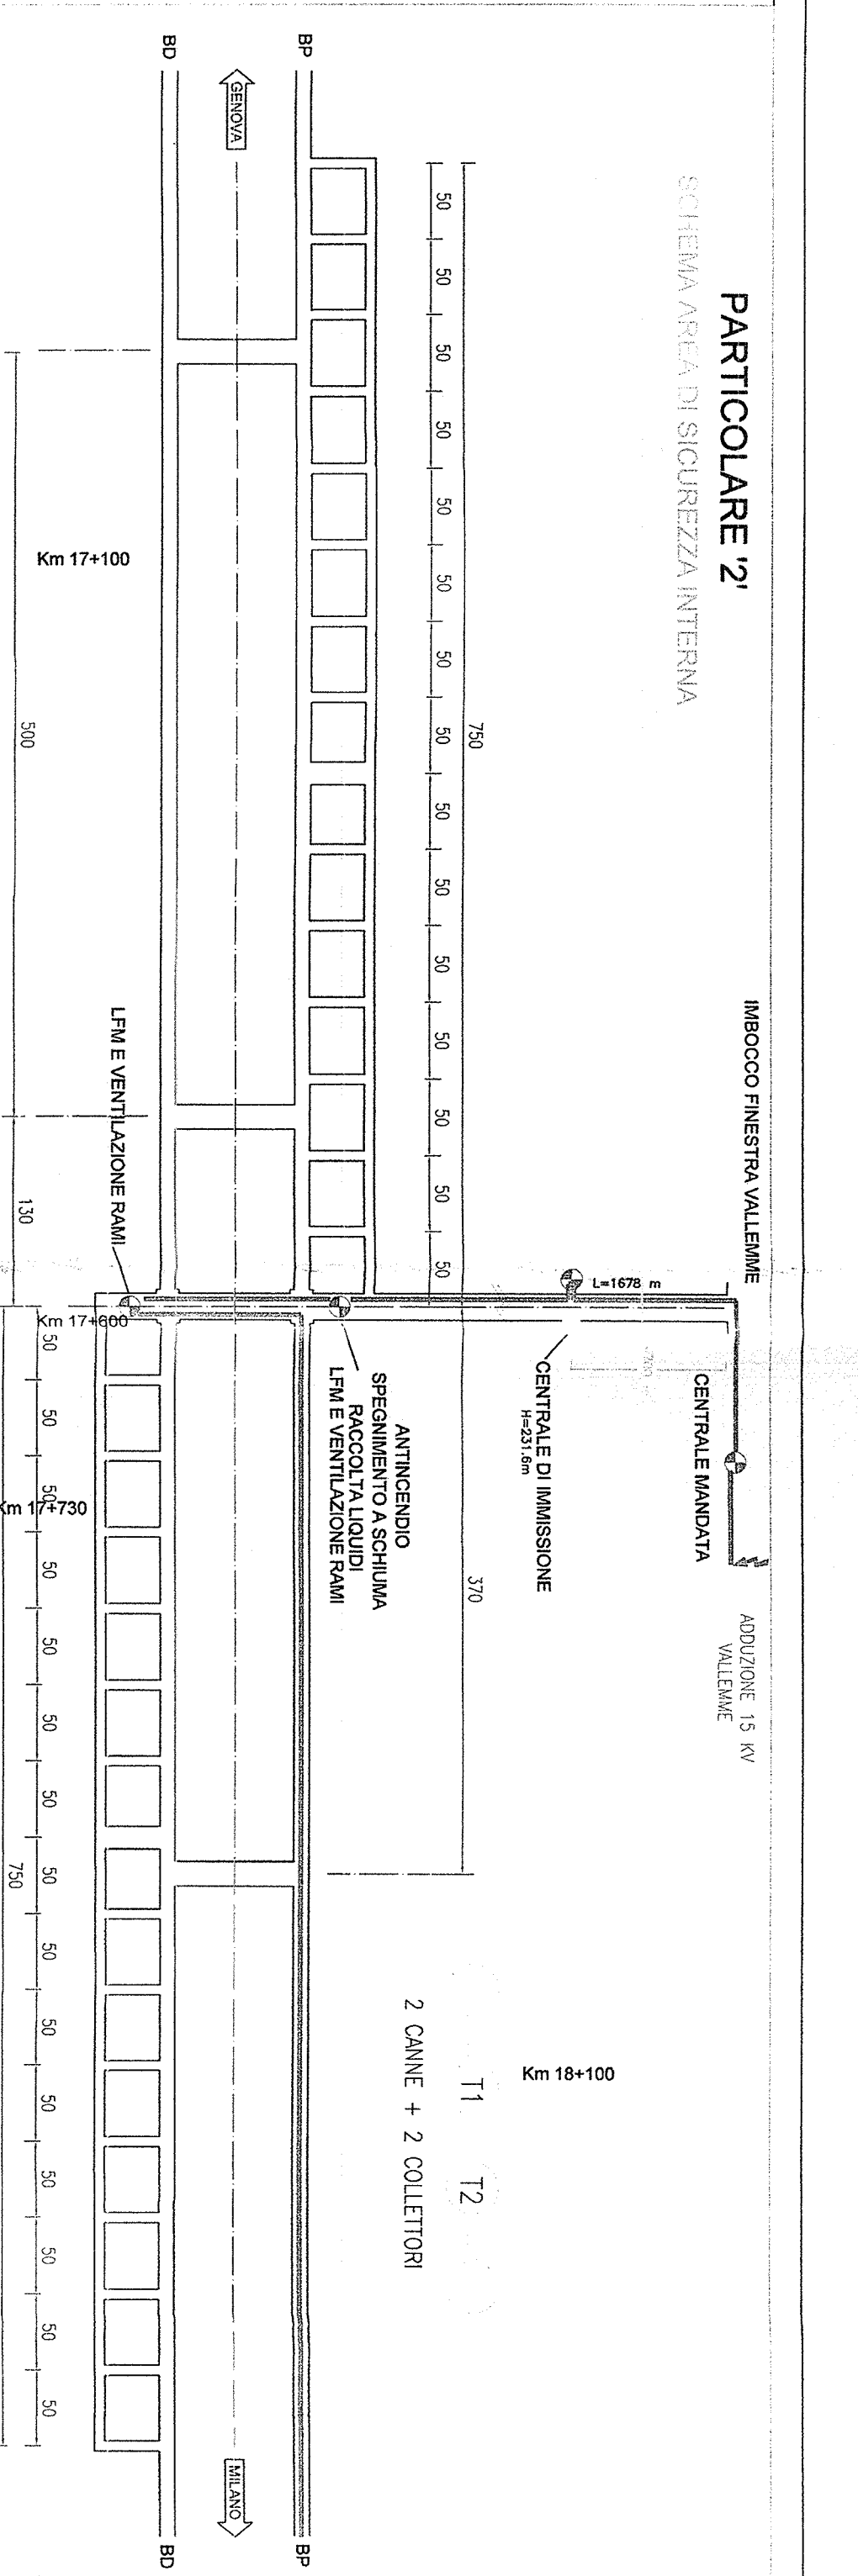 PARTICOLARE '2'
SCHEMA AREA DI SICUREZZA INTERNA
IMBOCCO FINESTRA VALLEMME
L=1678 m
CENTRALE MANDATA
ADDUZIONE 15 KV
VALLEMME
CENTRALE DI IMMISSIONE
H=231.6m
ANTINCENDIO
SPEGNIMENTO A SCHIUMA
RACCOLTA LIQUIDI
LFM E VENTILAZIONE RAMI
750
370
50 50 50 50 50 50 50 50 50 50 50 50 50 50 50
T1 T2
2 CANNE + 2 COLLETTORI
Km 18+100
BP
BP
GENOVA
MILANO
BD
BD
LFM E VENTILAZIONE RAMI
Km 17+100
Km 17+600
Km 17+730
50 50 50 50 50 50 50 50 50 50 50 50 50 50 50
500
130
750